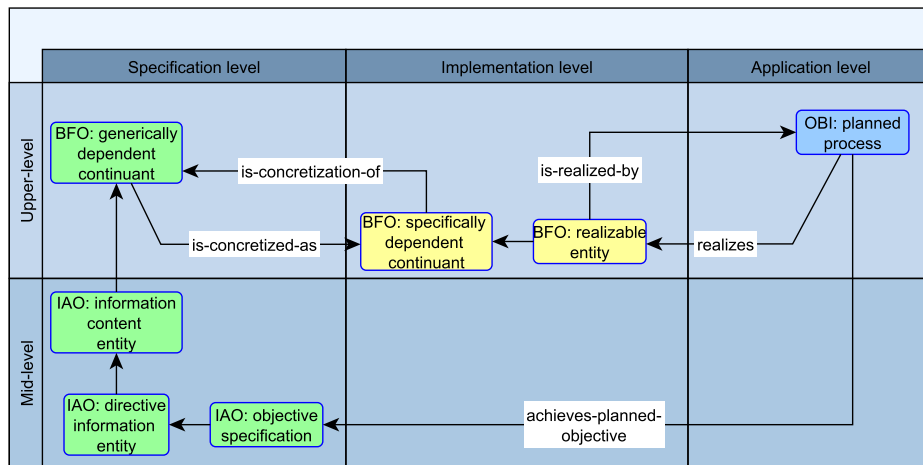 Specification level
Implementation level
Application level
Upper-level
BFO: generically
dependent
continuant
is-concretization-of
is-concretized-as
BFO: specifically
dependent
continuant
is-realized-by
BFO: realizable
entity
realizes
OBI: planned
process
Mid-level
IAO: information
content
entity
IAO: directive
information
entity
IAO: objective
specification
achieves-planned-
objective